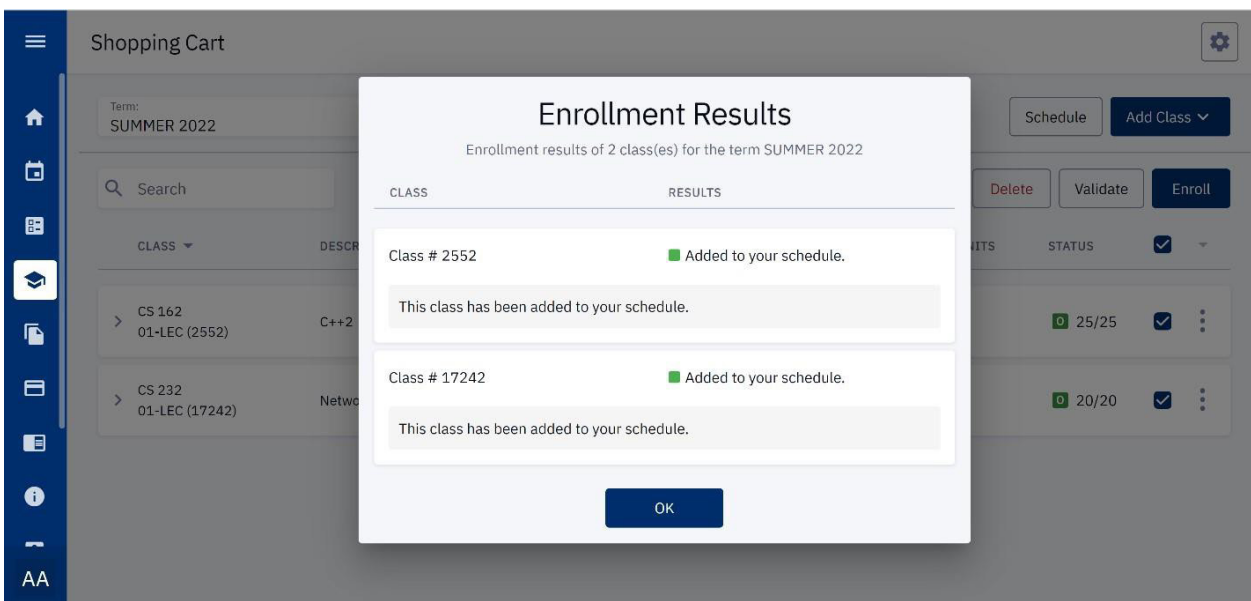 Shopping Cart
Term:
SUMMER 2022
Schedule
Add Class
Search
Delete
Validate
Enroll
CLASS
STATUS
CS 162
01-LEC (2552)
C++2
O 25/25
CS 232
01-LEC (17242)
O 20/20
AA
Enrollment Results
Enrollment results of 2 class(es) for the term SUMMER 2022
CLASS RESULTS
Class # 2552 Added to your schedule.
This class has been added to your schedule.
Class # 17242 Added to your schedule.
This class has been added to your schedule.
OK